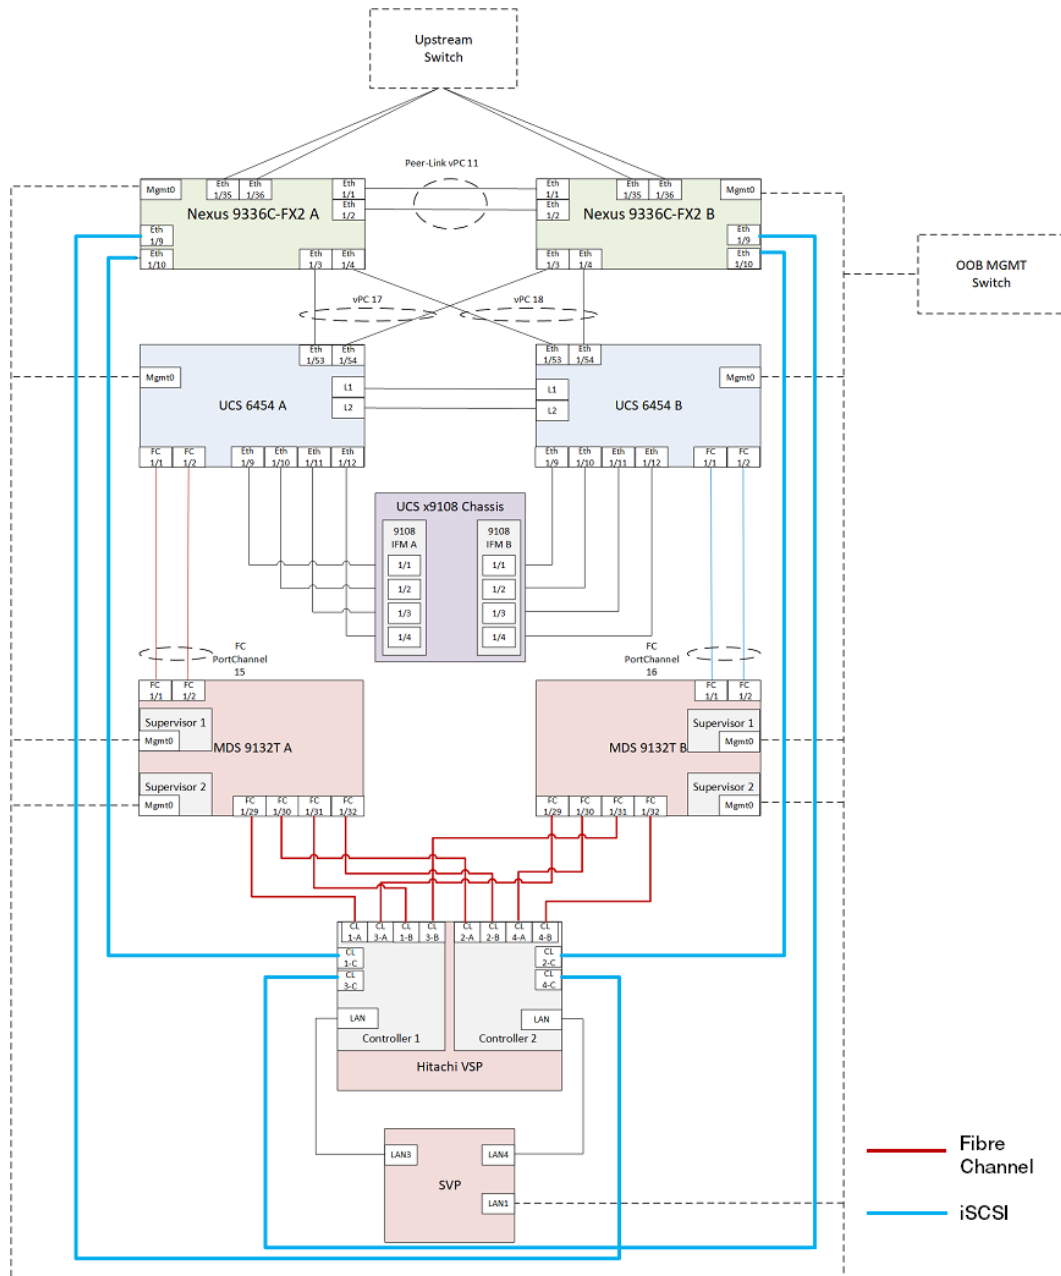 Upstream
Switch
Peer-Link vPC 11
Mgmt0
Eth
1/35
Eth
1/36
Eth
1/1
Eth
1/2
Nexus 9336C-FX2 A
Eth
1/9
Eth
1/10
Eth
1/3
Eth
1/4
Eth
1/1
Eth
1/2
Eth
1/35
Eth
1/36
Mgmt0
Nexus 9336C-FX2 B
Eth
1/9
Eth
1/10
Eth
1/3
Eth
1/4
OOB MGMT
Switch
vPC 17
vPC 18
Eth
1/53
Eth
1/54
Mgmt0
L1
L2
UCS 6454 A
FC
1/1
FC
1/2
Eth
1/9
Eth
1/10
Eth
1/11
Eth
1/12
Eth
1/53
Eth
1/54
Mgmt0
L1
L2
UCS 6454 B
Eth
1/9
Eth
1/10
Eth
1/11
Eth
1/12
FC
1/1
FC
1/2
UCS x9108 Chassis
9108
IFM A
1/1
1/2
1/3
1/4
9108
IFM B
1/1
1/2
1/3
1/4
FC
PortChannel
15
FC
PortChannel
16
FC
1/1
FC
1/2
Supervisor 1
Mgmt0
MDS 9132T A
Supervisor 2
Mgmt0
FC
1/29
FC
1/30
FC
1/31
FC
1/32
FC
1/1
FC
1/2
Supervisor 1
Mgmt0
MDS 9132T B
Supervisor 2
Mgmt0
FC
1/29
FC
1/30
FC
1/31
FC
1/32
CL
1-A
CL
3-A
CL
1-B
CL
3-B
CL
2-A
CL
2-B
CL
4-A
CL
4-B
CL
1-C
CL
3-C
CL
2-C
CL
4-C
LAN
LAN
Controller 1
Controller 2
Hitachi VSP
LAN3
LAN4
SVP
LAN1
Fibre
Channel
iSCSI